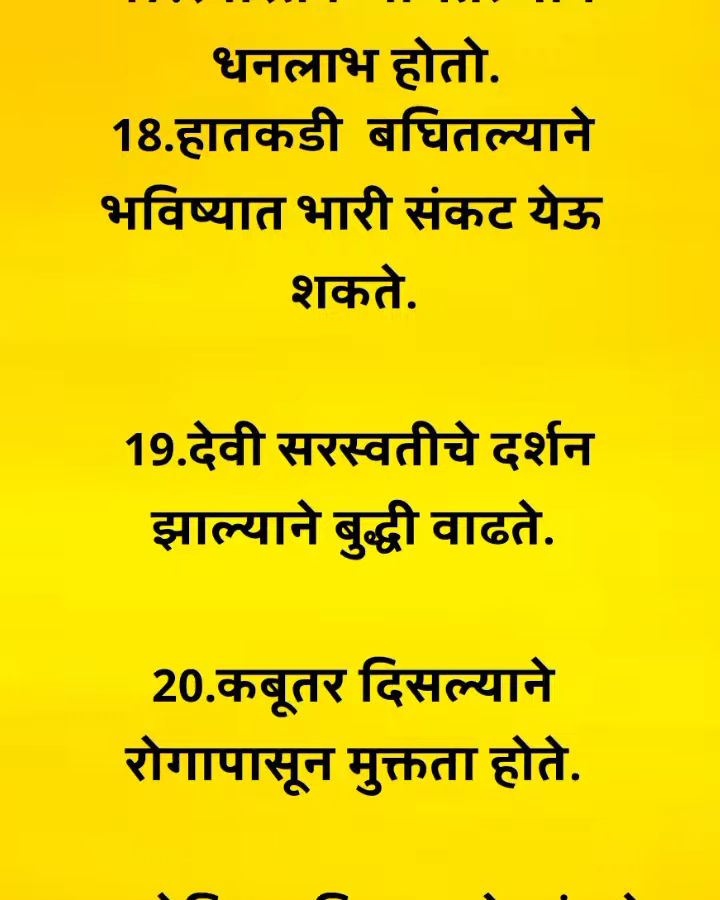 धनलाभ होतो.
18.हातकडी  बघितल्याने
भविष्यात भारी संकट येऊ
शकते.
19.देवी सरस्वतीचे दर्शन
झाल्याने बुद्धी वाढते.
20.कबूतर दिसल्याने
रोगापासून मुक्तता होते.